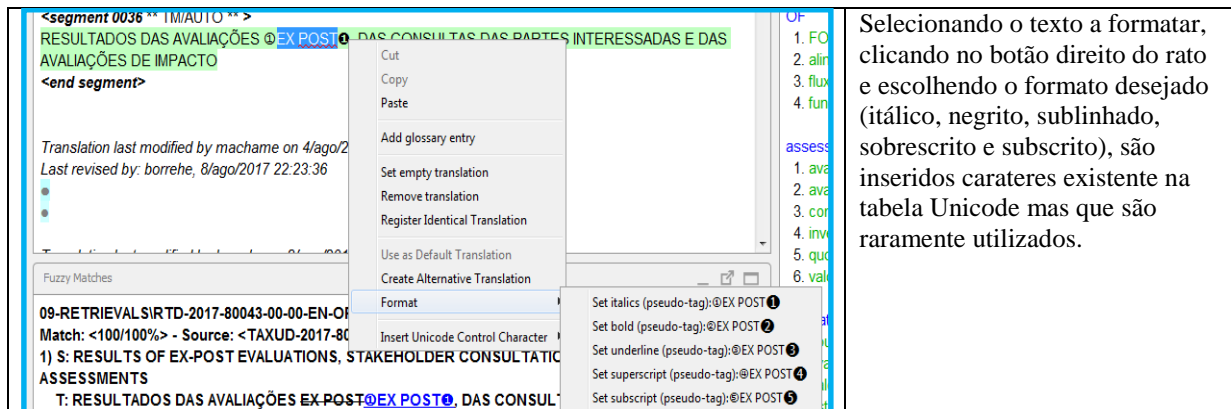 <segment 0036 ** TM/AUTO ** >
RESULTADOS DAS AVALIAÇÕES ①EX POST❶, DAS CONSULTAS DAS PARTES INTERESSADAS E DAS
AVALIAÇÕES DE IMPACTO
<end segment>
Translation last modified by machame on 4/ago/2
Last revised by: borrehe, 8/ago/2017 22:23:36
Cut
Copy
Paste
Add glossary entry
Set empty translation
Remove translation
Register Identical Translation
Use as Default Translation
Create Alternative Translation
Format
Insert Unicode Control Character
Set italics (pseudo-tag):①EX POST❶
Set bold (pseudo-tag):②EX POST❷
Set underline (pseudo-tag):③EX POST❸
Set superscript (pseudo-tag):④EX POST❹
Set subscript (pseudo-tag):⑤EX POST❺
Fuzzy Matches
09-RETRIEVALS\RTD-2017-80043-00-00-EN-O
Match: <100/100%> - Source: <TAXUD-2017-80
1) S: RESULTS OF EX-POST EVALUATIONS, STAKEHOLDER CONSULTATIO
ASSESSMENTS
T: RESULTADOS DAS AVALIAÇÕES EX POST①EX POST❶, DAS CONSUL
OF
1. FO
2. alin
3. flux
4. fun
assess
1. ava
2. ava
3. con
4. inv
5. quo
6. val
Selecionando o texto a formatar,
clicando no botão direito do rato
e escolhendo o formato desejado
(itálico, negrito, sublinhado,
sobrescrito e subscrito), são
inseridos carateres existente na
tabela Unicode mas que são
raramente utilizados.